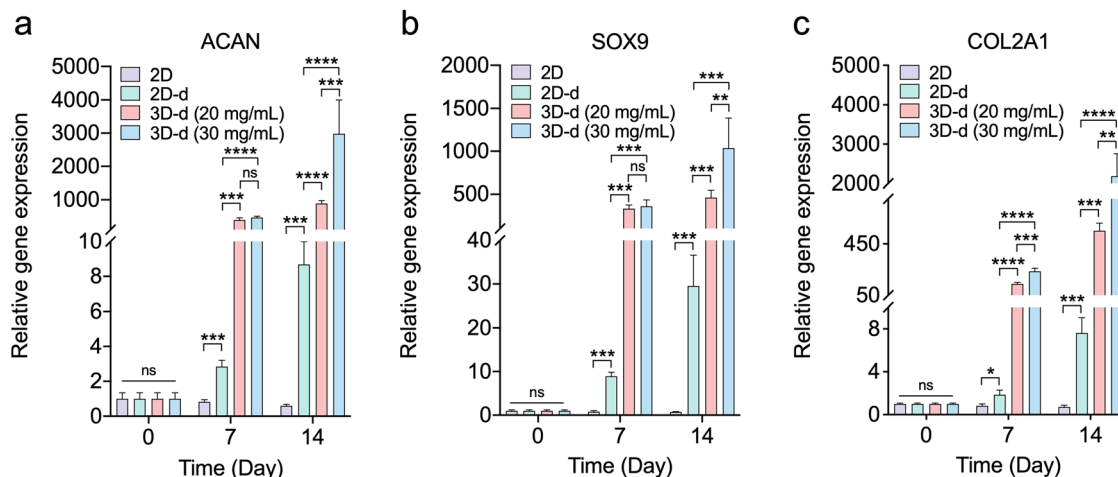 a
ACAN
Relative gene expression
5000
4000
3000
2000
1000
10
8
6
4
2
0
2D
2D-d
3D-d (20 mg/mL)
3D-d (30 mg/mL)
ns
***
***
****
ns
***
****
****
***
0
7
14
Time (Day)
b
SOX9
Relative gene expression
2000
1500
1000
500
40
30
20
10
0
2D
2D-d
3D-d (20 mg/mL)
3D-d (30 mg/mL)
ns
***
***
***
ns
***
***
***
**
0
7
14
Time (Day)
c
COL2A1
Relative gene expression
4000
3000
2000
450
50
8
4
0
2D
2D-d
3D-d (20 mg/mL)
3D-d (30 mg/mL)
ns
*
****
****
***
***
***
****
**
0
7
14
Time (Day)